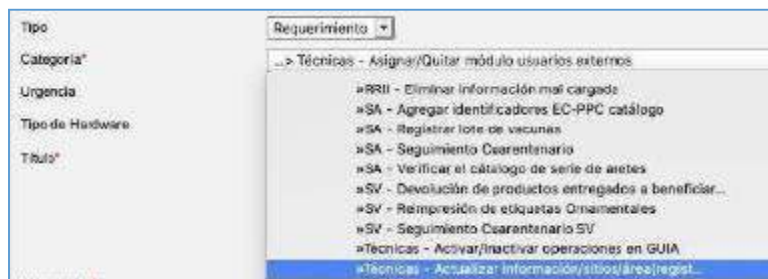 Tipo
Requerimiento
Categoría*
...> Técnicas - Asignar/Quitar módulo usuarios externos
Urgencia
»RRII - Eliminar información mal cargada
»SA - Agregar identificadores EC-PPC catálogo
Tipo de Hardware
»SA - Registrar lote de vacunas
»SA - Seguimiento Cuarentenario
Título*
»SA - Verificar el catálogo de serie de aretes
»SV - Devolución de productos entregados a beneficiar...
»SV - Reimpresión de etiquetas Ornamentales
»SV - Seguimiento Cuarentenario SV
»Técnicas - Activar/Inactivar operaciones en GUIA
»Técnicas - Actualizar información/sitios/área/regist...